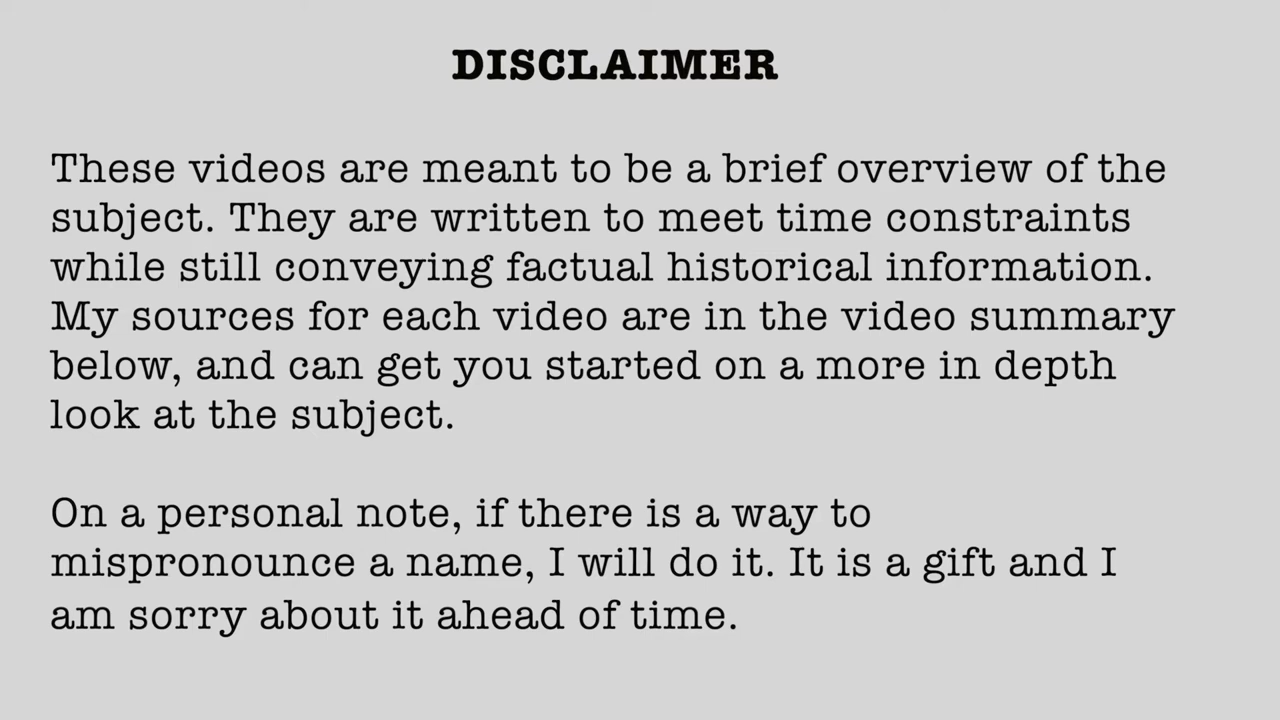 DISCLAIMER
These videos are meant to be a brief overview of the
subject. They are written to meet time constraints
while still conveying factual historical information.
My sources for each video are in the video summary
below, and can get you started on a more in depth
look at the subject.
On a personal note, if there is a way to
mispronounce a name, I will do it. It is a gift and I
am sorry about it ahead of time.